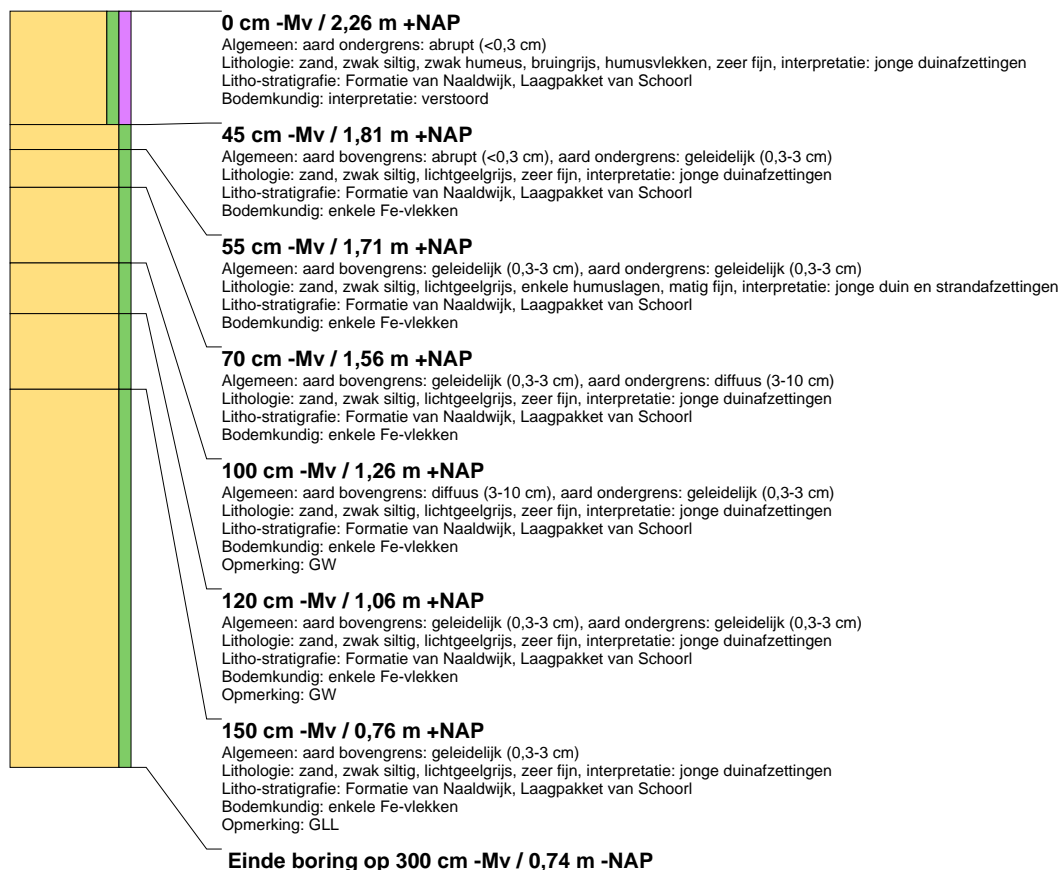 0 cm -Mv / 2,26 m +NAP
Algemeen: aard ondergrens: abrupt (<0,3 cm)
Lithologie: zand, zwak siltig, zwak humeus, bruingrijs, humusvlekken, zeer fijn, interpretatie: jonge duinafzettingen
Litho-stratigrafie: Formatie van Naaldwijk, Laagpakket van Schoorl
Bodemkundig: interpretatie: verstoord
45 cm -Mv / 1,81 m +NAP
Algemeen: aard bovengrens: abrupt (<0,3 cm), aard ondergrens: geleidelijk (0,3-3 cm)
Lithologie: zand, zwak siltig, lichtgeelgrijs, zeer fijn, interpretatie: jonge duinafzettingen
Litho-stratigrafie: Formatie van Naaldwijk, Laagpakket van Schoorl
Bodemkundig: enkele Fe-vlekken
55 cm -Mv / 1,71 m +NAP
Algemeen: aard bovengrens: geleidelijk (0,3-3 cm), aard ondergrens: geleidelijk (0,3-3 cm)
Lithologie: zand, zwak siltig, lichtgeelgrijs, enkele humuslagen, matig fijn, interpretatie: jonge duin en strandafzettingen
Litho-stratigrafie: Formatie van Naaldwijk, Laagpakket van Schoorl
Bodemkundig: enkele Fe-vlekken
70 cm -Mv / 1,56 m +NAP
Algemeen: aard bovengrens: geleidelijk (0,3-3 cm), aard ondergrens: diffuus (3-10 cm)
Lithologie: zand, zwak siltig, lichtgeelgrijs, zeer fijn, interpretatie: jonge duinafzettingen
Litho-stratigrafie: Formatie van Naaldwijk, Laagpakket van Schoorl
Bodemkundig: enkele Fe-vlekken
100 cm -Mv / 1,26 m +NAP
Algemeen: aard bovengrens: diffuus (3-10 cm), aard ondergrens: geleidelijk (0,3-3 cm)
Lithologie: zand, zwak siltig, lichtgeelgrijs, zeer fijn, interpretatie: jonge duinafzettingen
Litho-stratigrafie: Formatie van Naaldwijk, Laagpakket van Schoorl
Bodemkundig: enkele Fe-vlekken
Opmerking: GW
120 cm -Mv / 1,06 m +NAP
Algemeen: aard bovengrens: geleidelijk (0,3-3 cm), aard ondergrens: geleidelijk (0,3-3 cm)
Lithologie: zand, zwak siltig, lichtgeelgrijs, zeer fijn, interpretatie: jonge duinafzettingen
Litho-stratigrafie: Formatie van Naaldwijk, Laagpakket van Schoorl
Bodemkundig: enkele Fe-vlekken
Opmerking: GW
150 cm -Mv / 0,76 m +NAP
Algemeen: aard bovengrens: geleidelijk (0,3-3 cm)
Lithologie: zand, zwak siltig, lichtgeelgrijs, zeer fijn, interpretatie: jonge duinafzettingen
Litho-stratigrafie: Formatie van Naaldwijk, Laagpakket van Schoorl
Bodemkundig: enkele Fe-vlekken
Opmerking: GLL
Einde boring op 300 cm -Mv / 0,74 m -NAP